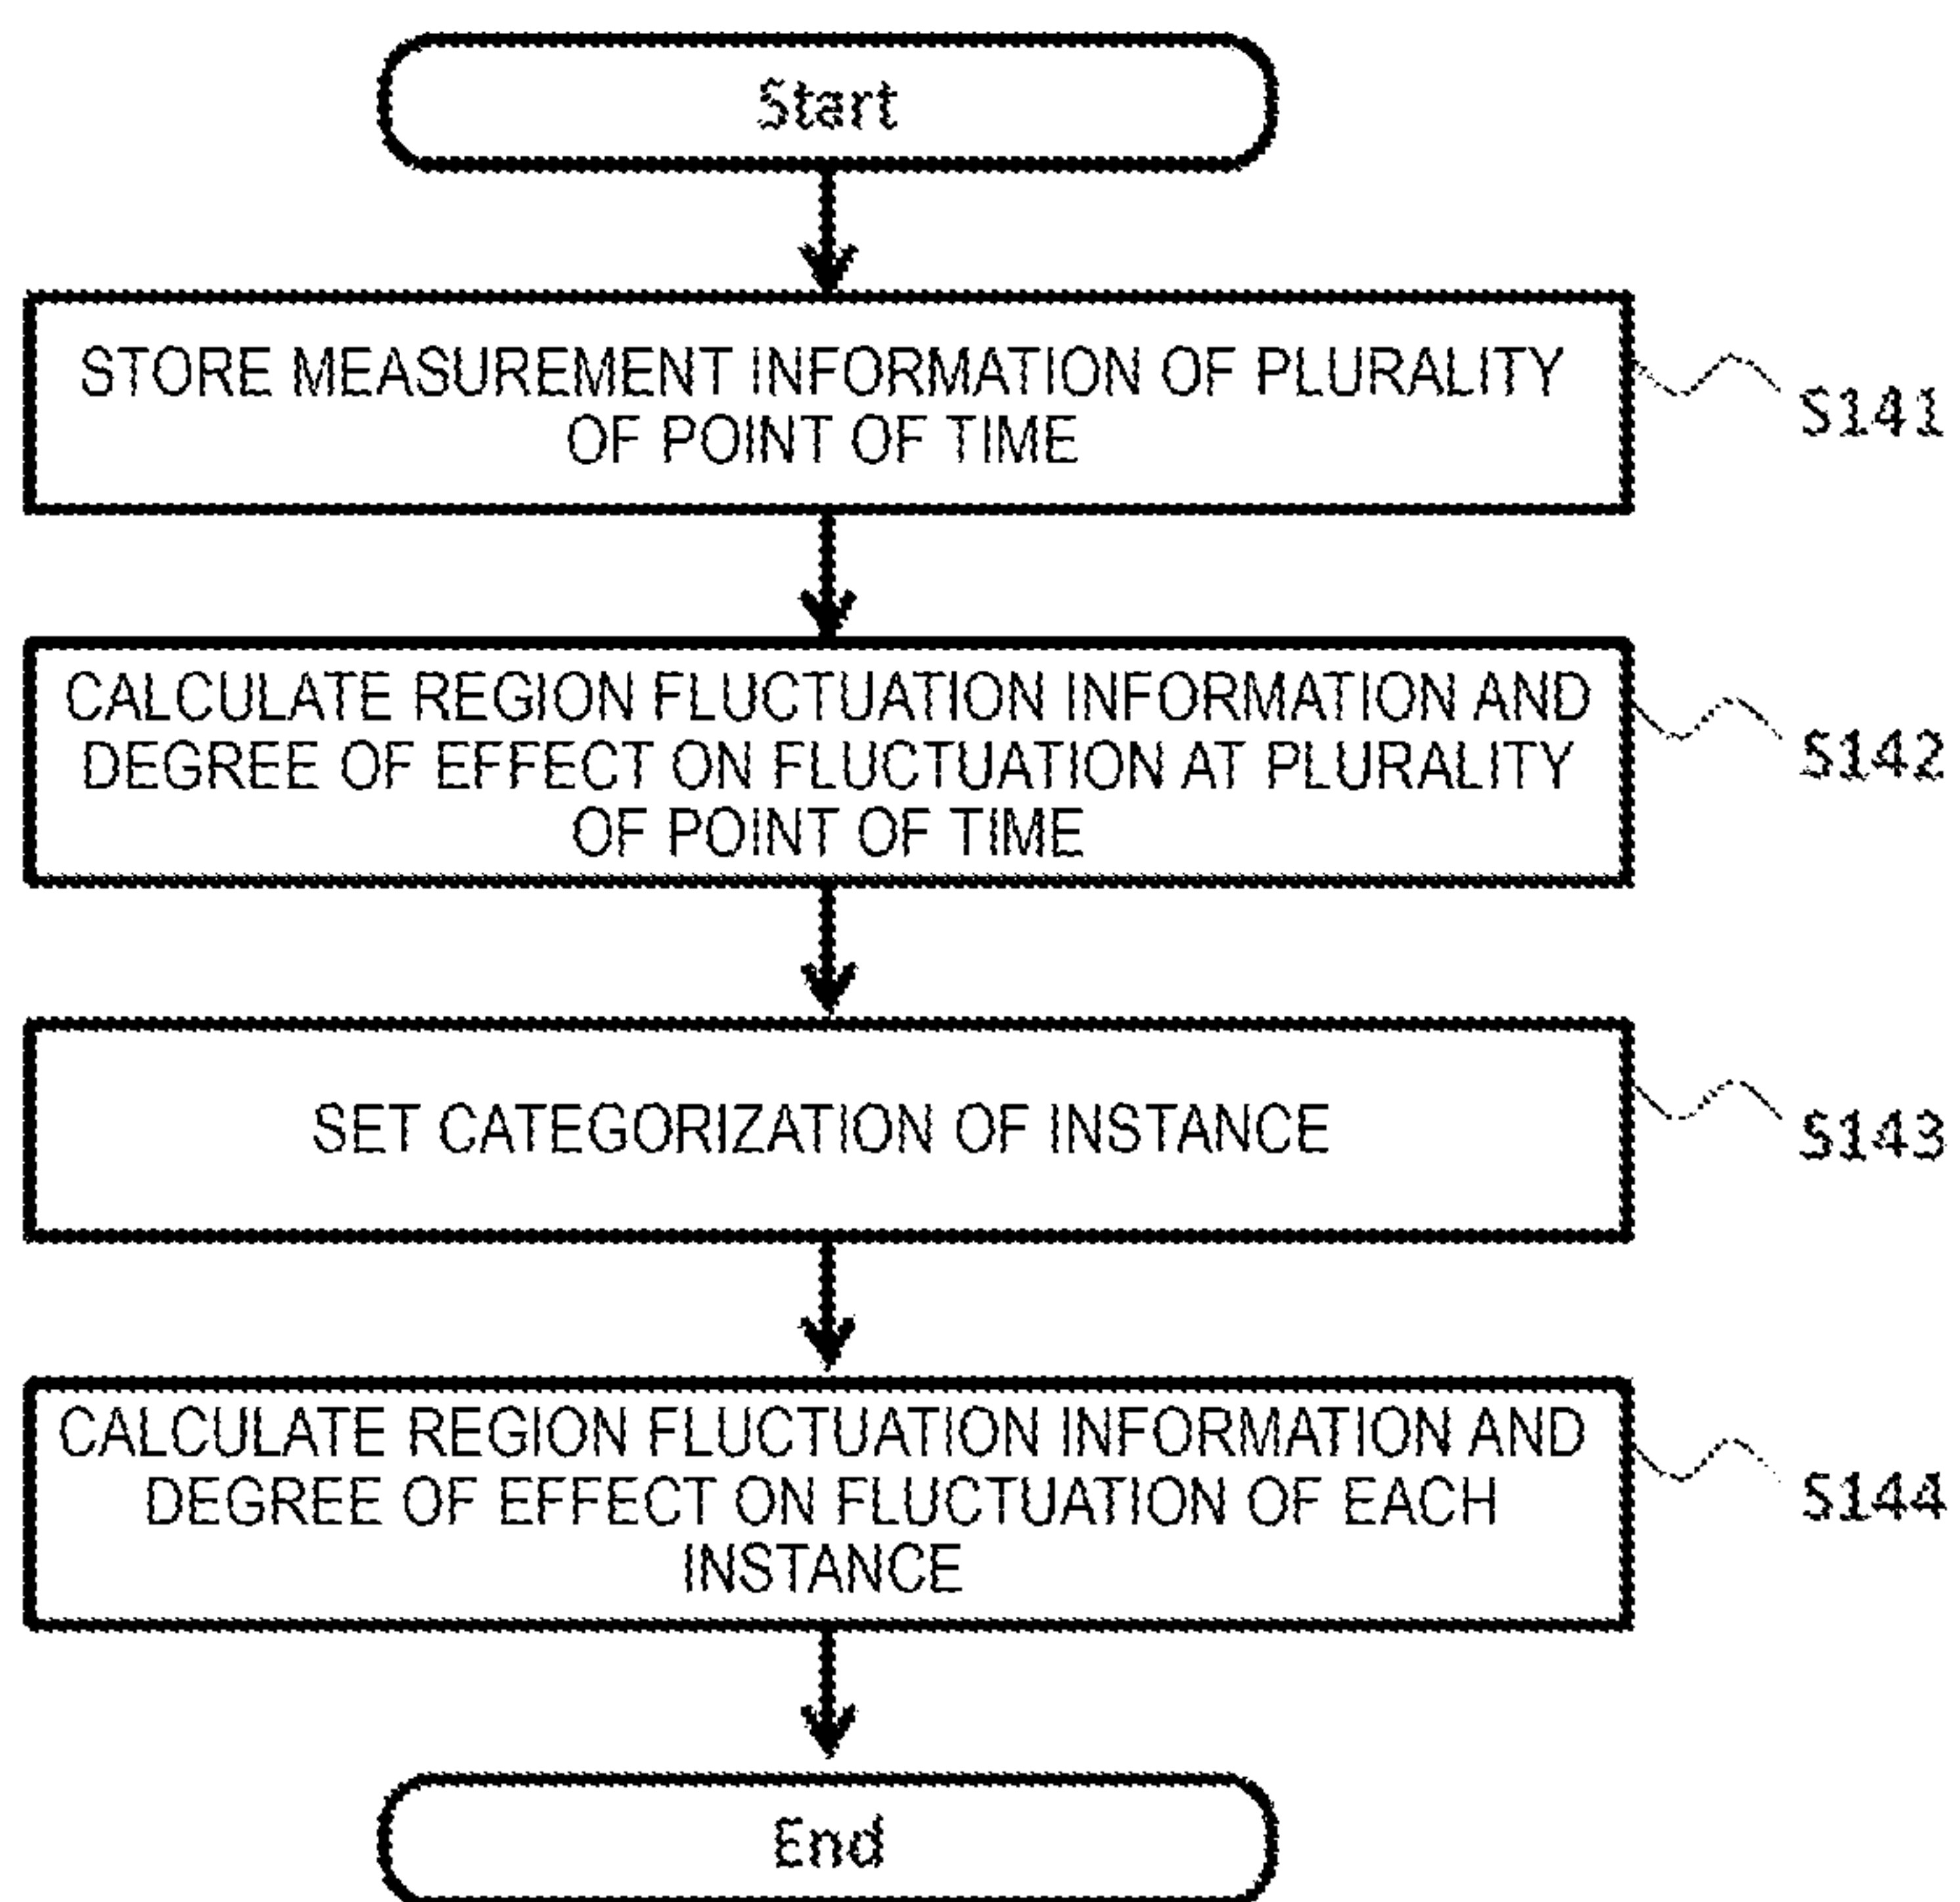 Start
STORE MEASUREMENT INFORMATION OF PLURALITY
OF POINT OF TIME
S141
CALCULATE REGION FLUCTUATION INFORMATION AND
DEGREE OF EFFECT ON FLUCTUATION AT PLURALITY
OF POINT OF TIME
S142
SET CATEGORIZATION OF INSTANCE
S143
CALCULATE REGION FLUCTUATION INFORMATION AND
DEGREE OF EFFECT ON FLUCTUATION OF EACH
INSTANCE
S144
End